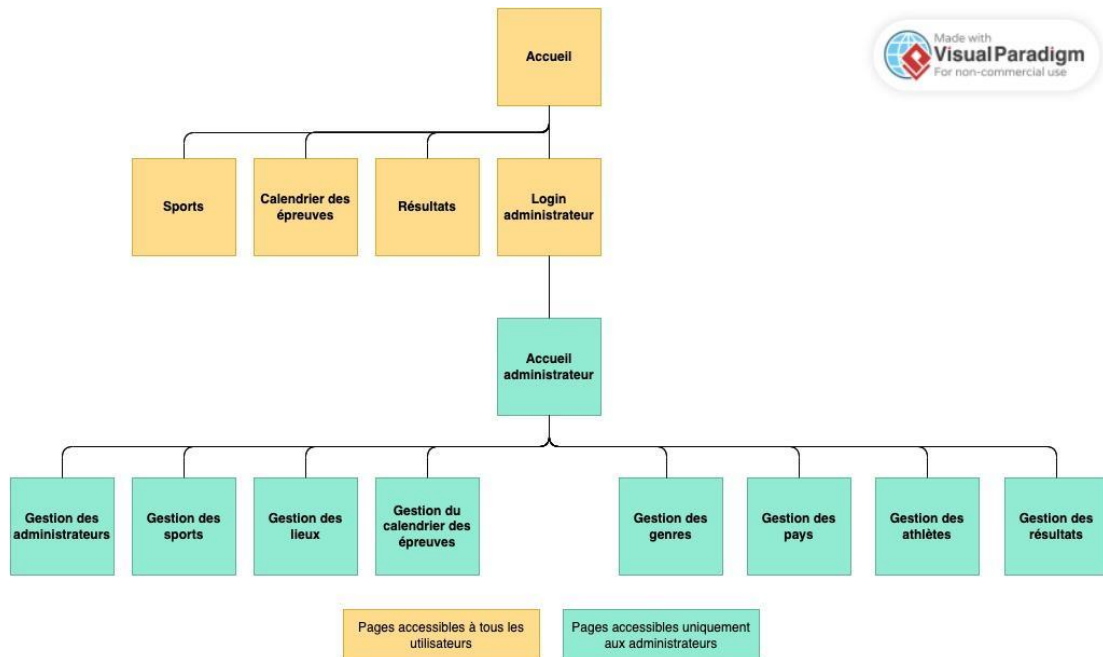 Made with
Visual Paradigm
For non-commercial use
Accueil
Sports
Calendrier des
épreuves
Résultats
Login
administrateur
Accueil
administrateur
Gestion des
administrateurs
Gestion des
sports
Gestion des
lieux
Gestion du
calendrier des
épreuves
Gestion des
genres
Gestion des
pays
Gestion des
athlètes
Gestion des
résultats
Pages accessibles à tous les
utilisateurs
Pages accessibles uniquement
aux administrateurs